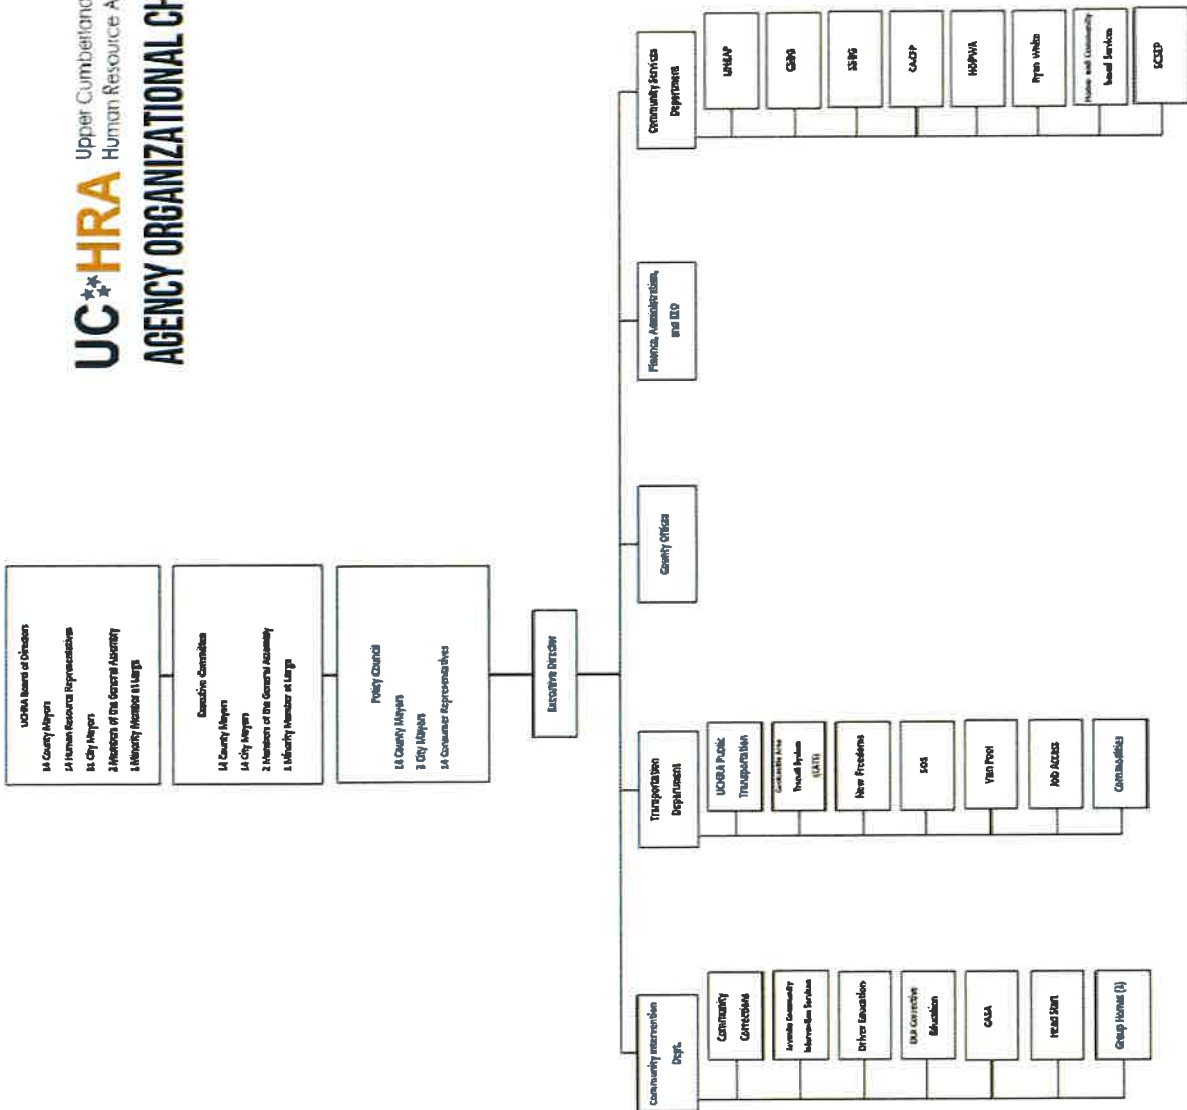 UC HRA
Upper Cumberland
Human Resource A
AGENCY ORGANIZATIONAL CH
UCHRA Board of Directors
14 County Mayors
14 Human Resource Representatives
City Mayors
2 Members of the General Assembly
1 Minority Member at Large
Executive Committee
14 County Mayors
14 City Mayors
2 Members of the General Assembly
1 Minority Member at Large
Policy Council
14 County Mayors
City Mayors
14 Consumer Representatives
Executive Director
Community Intervention
Dept.
Community
Corrections
Juvenile Community
Intervention Services
Driver Education
DUI Corrective
Education
CASA
Head Start
Group Homes (1)
Transportation
Department
UCHRA Public
Transportation
Area
Transit System
(CATS)
New Freedoms
SOS
Van Pool
Job Access
Commodities
County Offices
Finance, Administration,
and EEO
Community Services
Department
LIHEAP
CSBG
SSBG
CACFP
HOPWA
Ryan White
Home and Community
Based Services
SCSEP